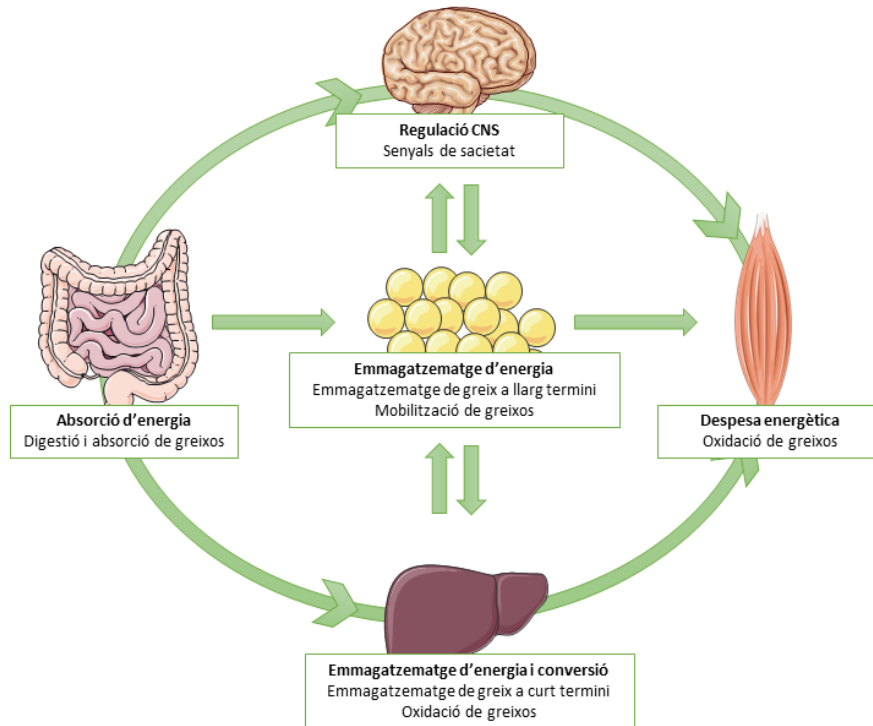 Regulació CNS
Senyals de sacietat
Emmagatzematge d’energia
Emmagatzematge de greix a llarg termini
Mobilització de greixos
Absorció d’energia
Digestió i absorció de greixos
Despesa energètica
Oxidació de greixos
Emmagatzematge d’energia i conversió
Emmagatzematge de greix a curt termini
Oxidació de greixos